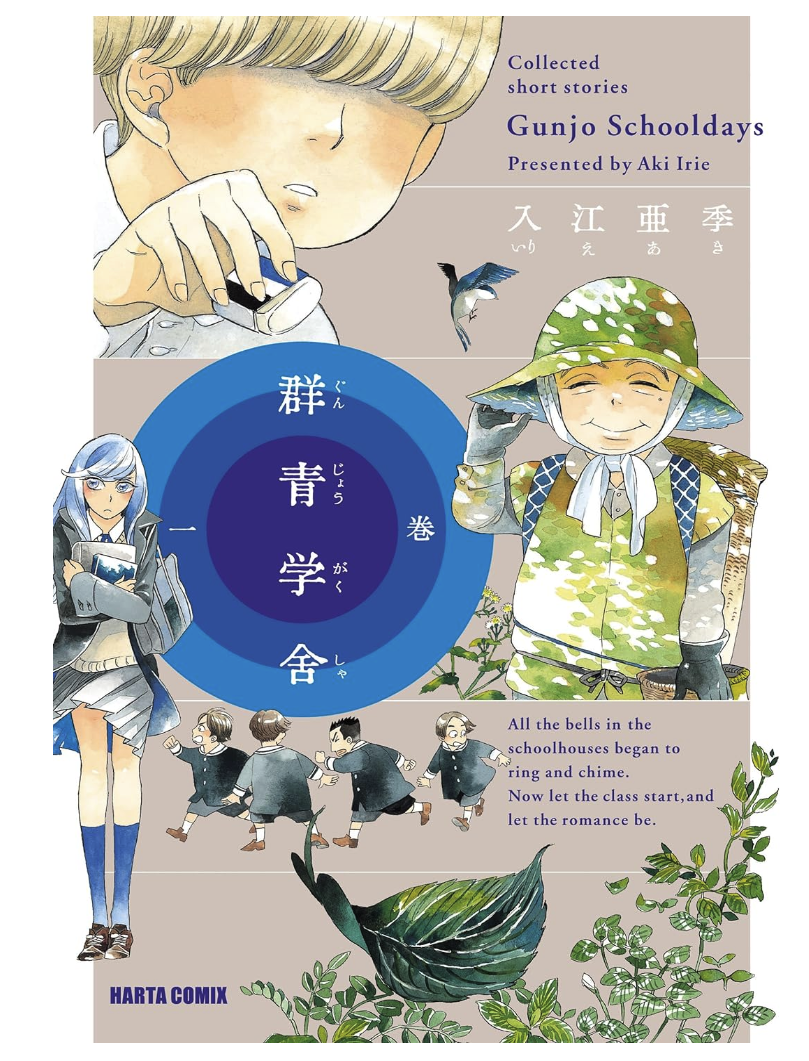 Collected
short stories
Gunjo Schooldays
Presented by Aki Irie
入江亜季
いり え あ き
群青学舎
ぐん じょう がく しゃ
一巻
All the bells in the
schoolhouses began to
ring and chime.
Now let the class start,and
let the romance be.
HARTA COMIX